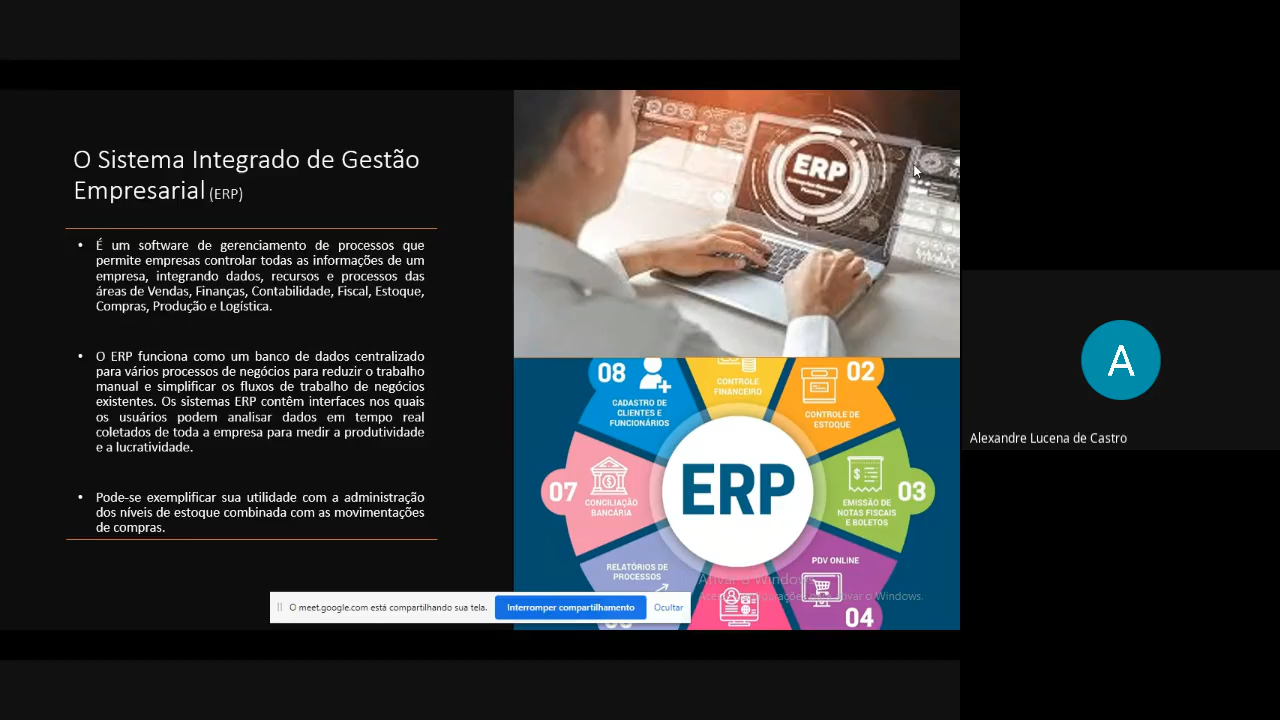 O Sistema Integrado de Gestão
Empresarial (ERP)
• É um software de gerenciamento de processos que
permite empresas controlar todas as informações de um
empresa, integrando dados, recursos e processos das
áreas de Vendas, Finanças, Contabilidade, Fiscal, Estoque,
Compras, Produção e Logística.
• O ERP funciona como um banco de dados centralizado
para vários processos de negócios para reduzir o trabalho
manual e simplificar os fluxos de trabalho de negócios
existentes. Os sistemas ERP contêm interfaces nos quais
os usuários podem analisar dados em tempo real
coletados de toda a empresa para medir a produtividade
e a lucratividade.
• Pode-se exemplificar sua utilidade com a administração
dos níveis de estoque combinada com as movimentações
de compras.
ERP
08
CADASTRO DE
CLIENTES E
FUNCIONÁRIOS
CONTROLE
FINANCEIRO
02
CONTROLE DE
ESTOQUE
07
CONCILIAÇÃO
BANCÁRIA
ERP
03
EMISSÃO DE
NOTAS FISCAIS
E BOLETOS
RELATÓRIOS DE
PROCESSOS
PDV ONLINE
04
Ativar o Windows
O meet.google.com está compartilhando sua tela.
Interromper compartilhamento
Ocultar
ativar o Windows.
A
Alexandre Lucena de Castro